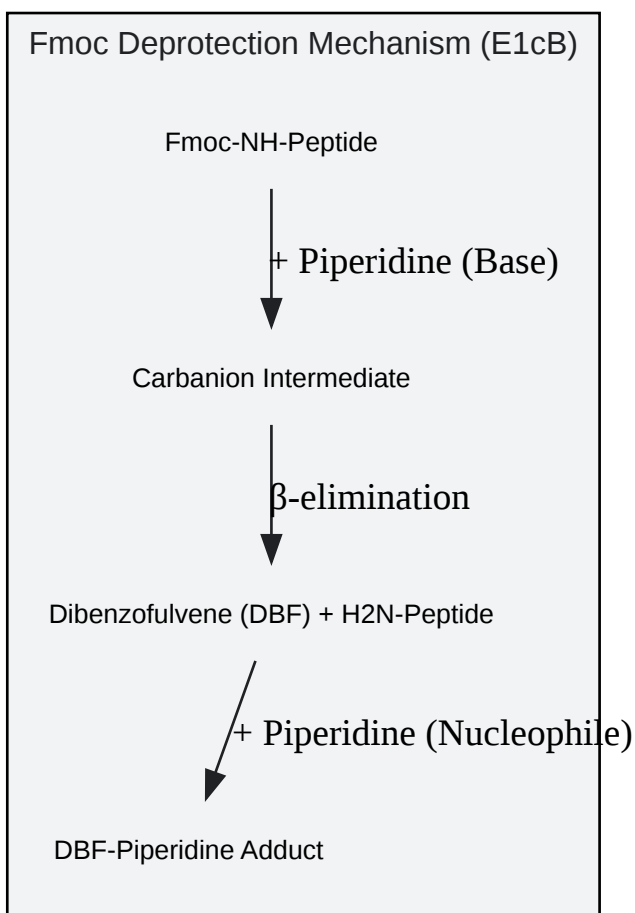 Fmoc Deprotection Mechanism (E1cB)
Fmoc-NH-Peptide
+ Piperidine (Base)
Carbanion Intermediate
β-elimination
Dibenzofulvene (DBF) + H2N-Peptide
+ Piperidine (Nucleophile)
DBF-Piperidine Adduct